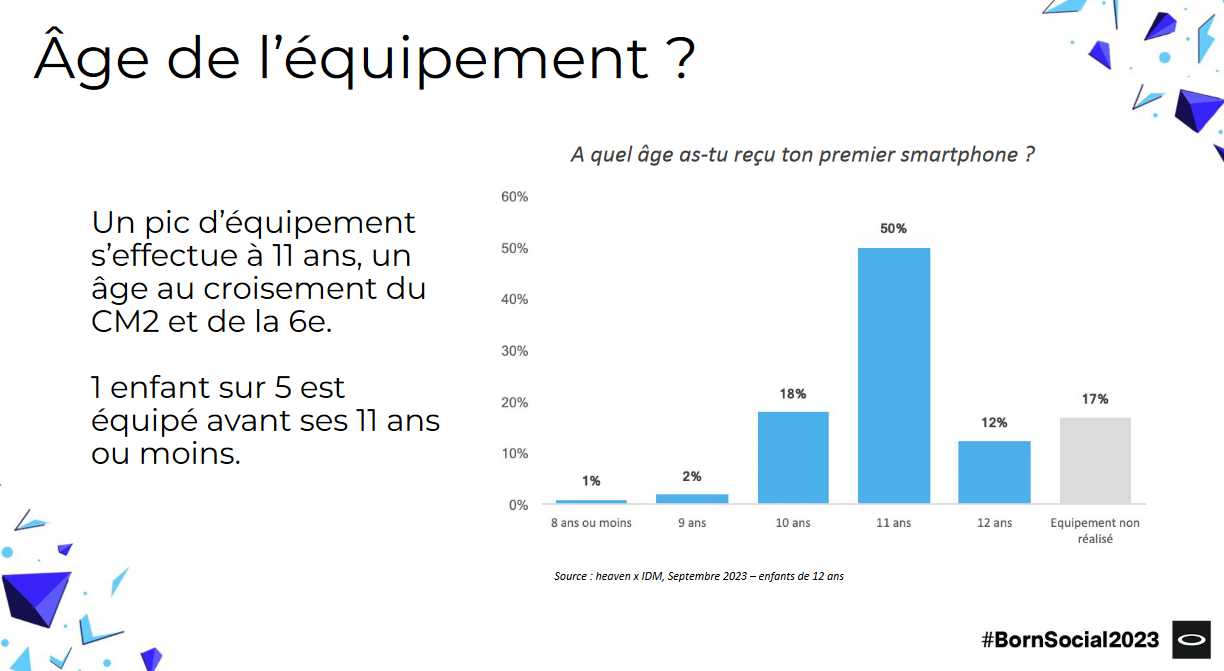 Âge de l’équipement ?
A quel âge as-tu reçu ton premier smartphone ?
Un pic d’équipement
s’effectue à 11 ans, un
âge au croisement du
CM2 et de la 6e.
1 enfant sur 5 est
équipé avant ses 11 ans
ou moins.
60%
50%
40%
30%
20%
10%
0%
1%
2%
18%
50%
12%
17%
8 ans ou moins
9 ans
10 ans
11 ans
12 ans
Equipement non
réalisé
Source : heaven x IDM, Septembre 2023 – enfants de 12 ans
#BornSocial2023